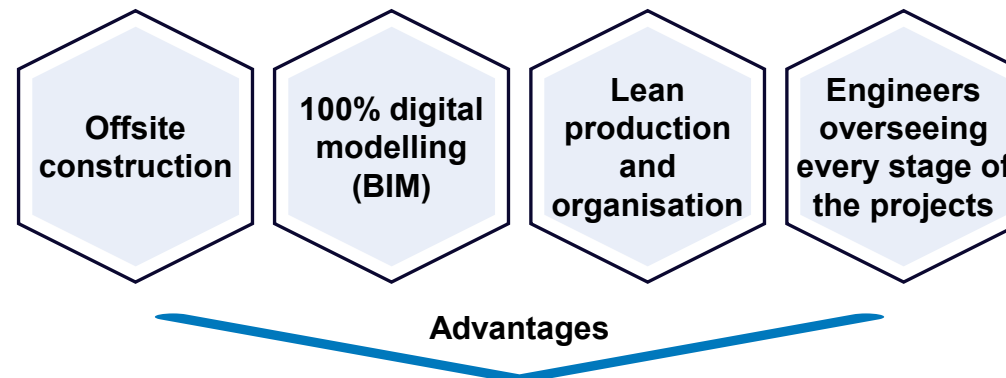 Offsite
construction
100% digital
modelling
(BIM)
Lean
production
and
organisation
Engineers
overseeing
every stage of
the projects
Advantages